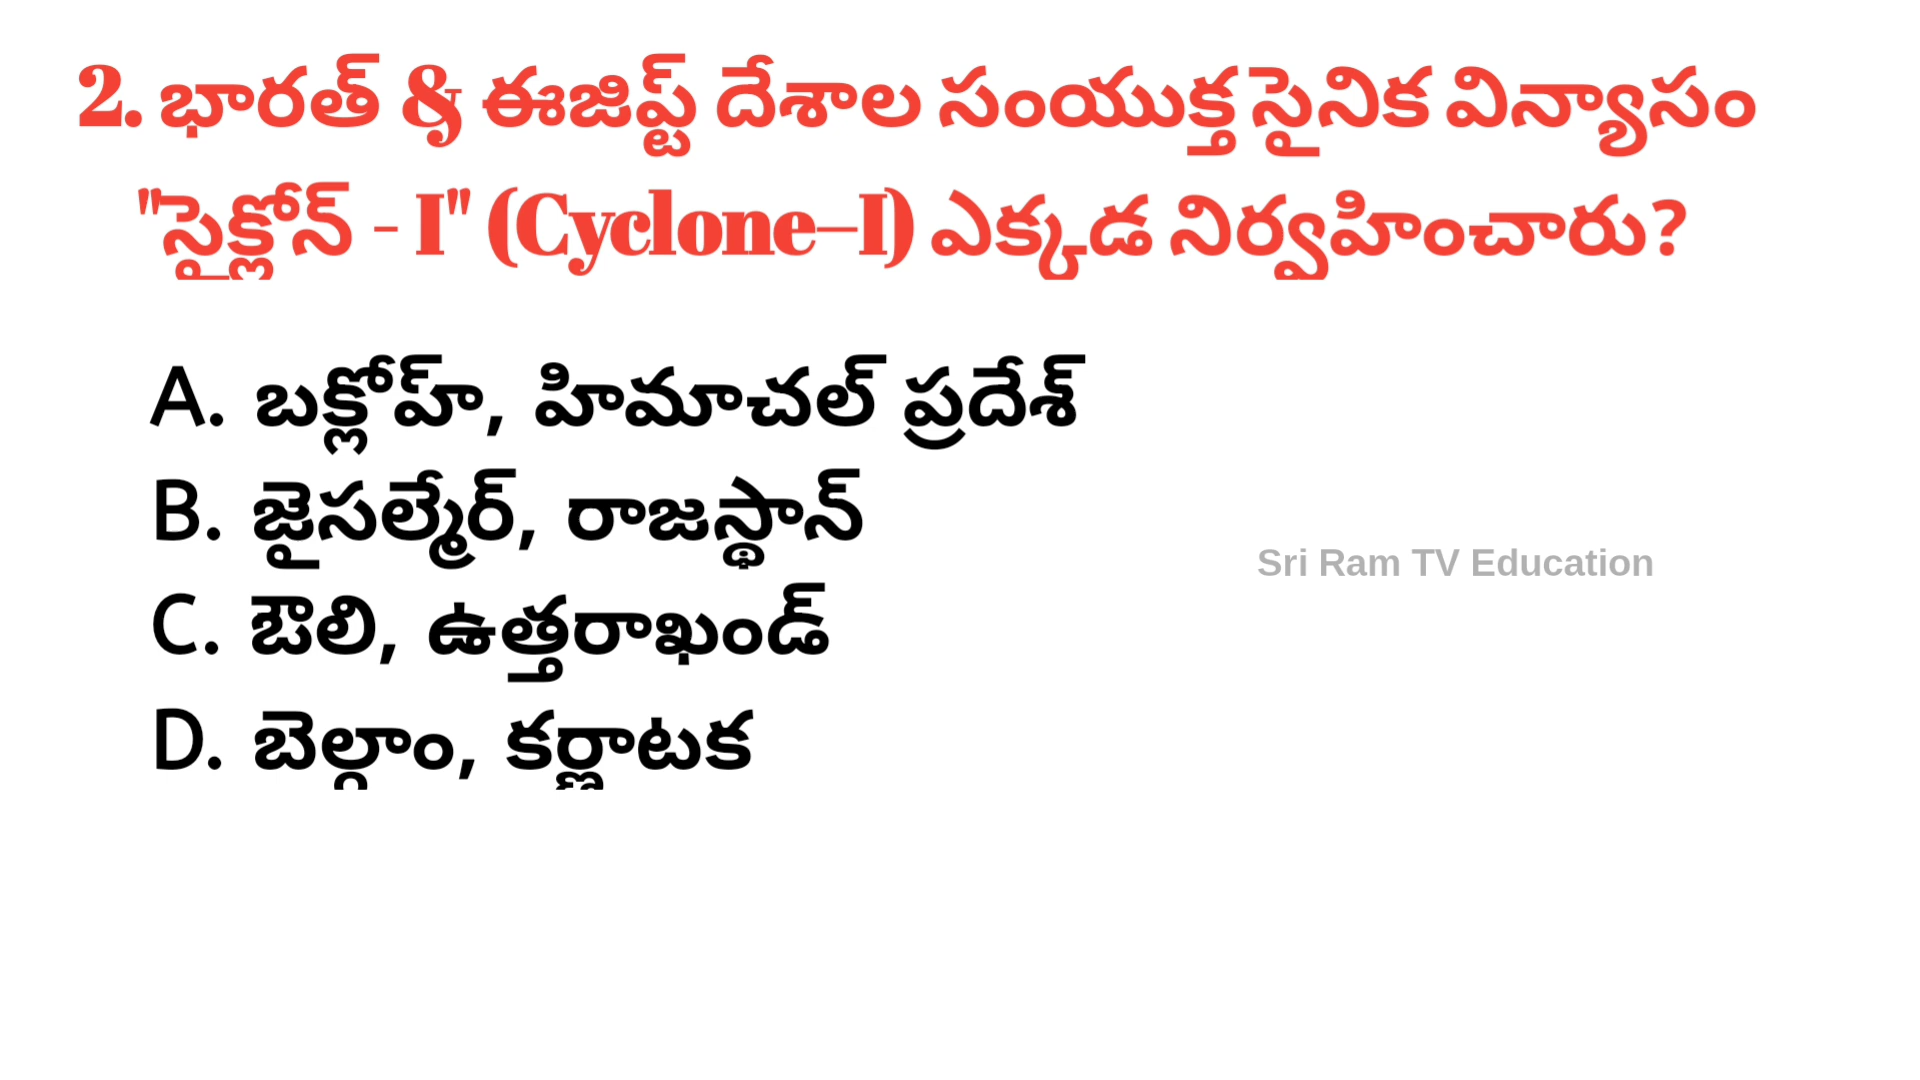 2. భారత్ & ఈజిప్ట్ దేశాల సంయుక్త సైనిక విన్యాసం
"సైక్లోన్ - I" (Cyclone–I) ఎక్కడ నిర్వహించారు?
A. బక్లోహ్, హిమాచల్ ప్రదేశ్
B. జైసల్మేర్, రాజస్థాన్
Sri Ram TV Education
C. ఔలి, ఉత్తరాఖండ్
D. బెల్గాం, కర్ణాటక